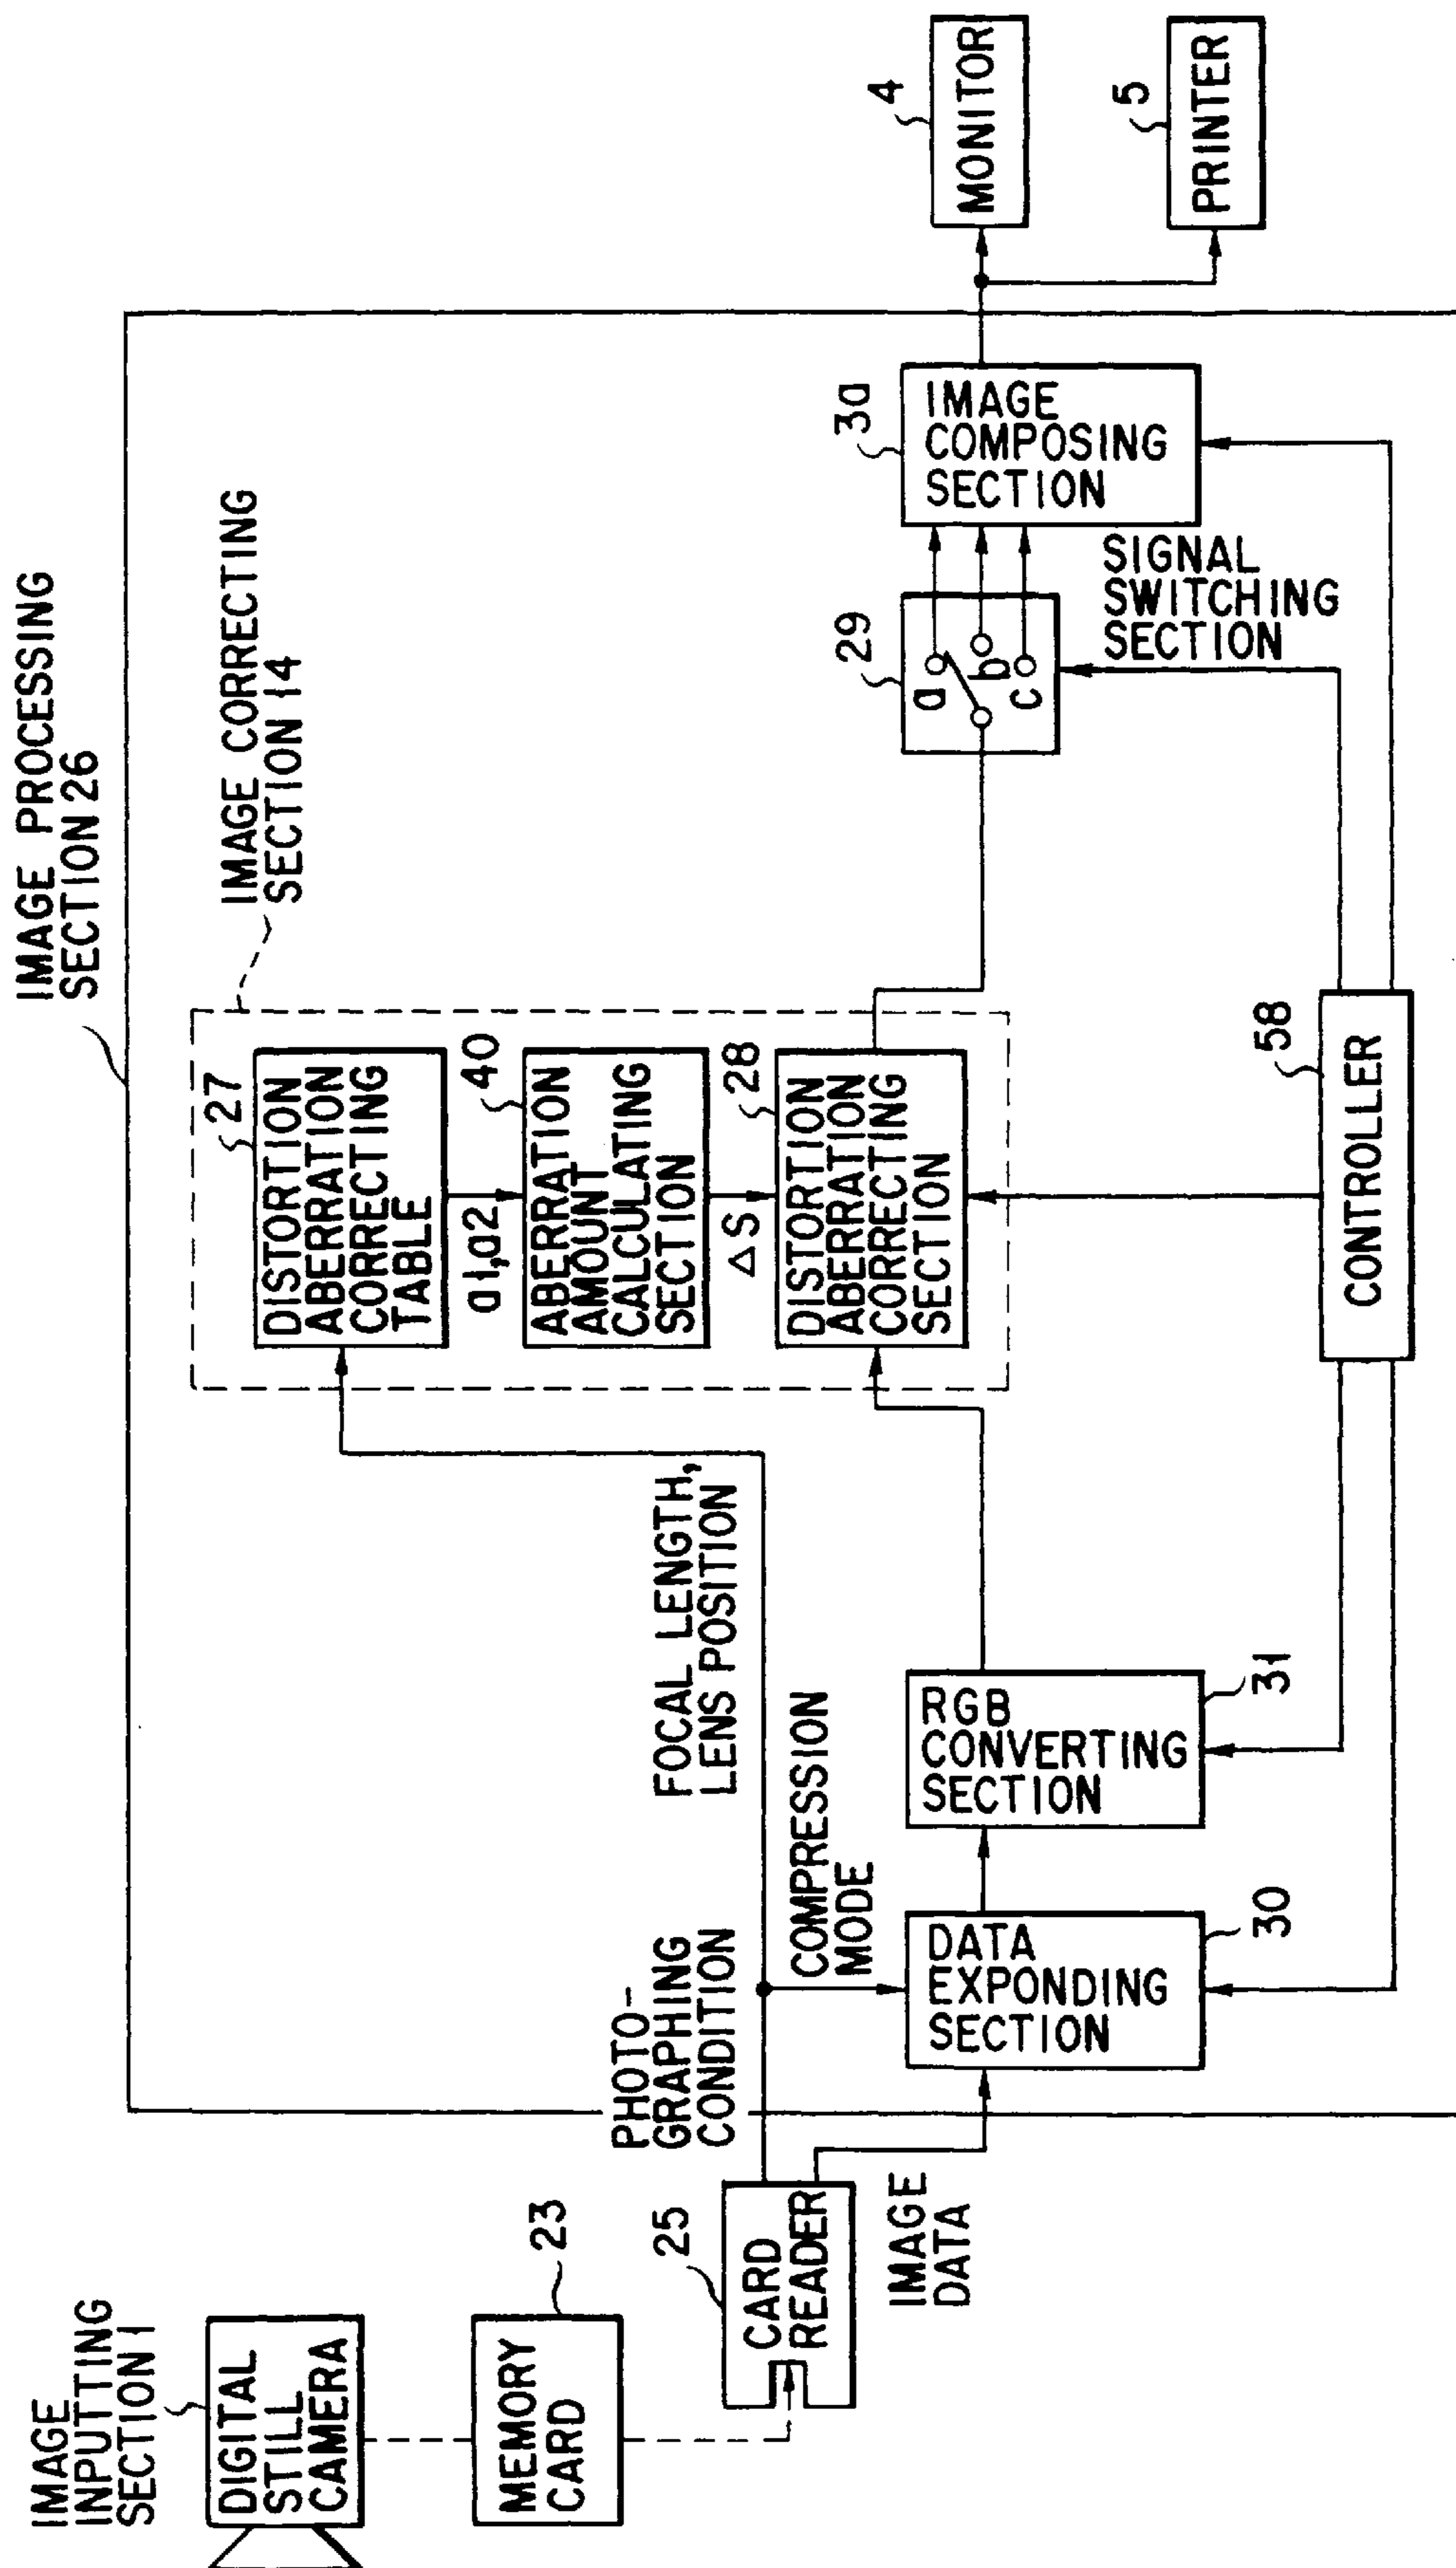 IMAGE PROCESSING
SECTION 26
IMAGE CORRECTING
SECTION 14
IMAGE
INPUTTING
SECTION 1
DIGITAL
STILL
CAMERA
MEMORY
CARD
23
25
CARD
READER
IMAGE
DATA
PHOTO-
GRAPHING
CONDITION
FOCAL LENGTH,
LENS POSITION
COMPRESSION
MODE
DATA
EXPONDING
SECTION
30
RGB
CONVERTING
SECTION
31
27
DISTORTION
ABERRATION
CORRECTING
TABLE
a1,a2
40
ABERRATION
AMOUNT
CALCULATING
SECTION
ΔS
28
DISTORTION
ABERRATION
CORRECTING
SECTION
58
CONTROLLER
29
a
b
c
SIGNAL
SWITCHING
SECTION
3a
IMAGE
COMPOSING
SECTION
4
MONITOR
5
PRINTER